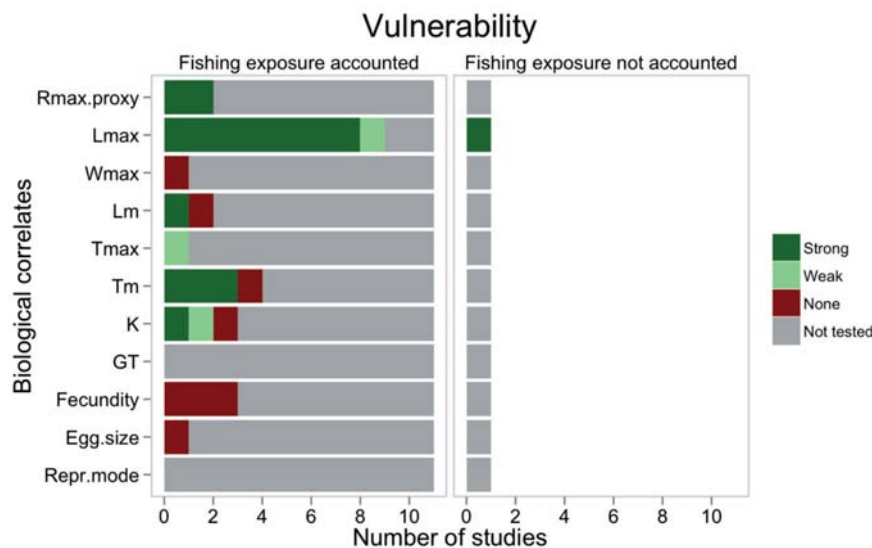 Vulnerability
Fishing exposure accounted
Fishing exposure not accounted
Biological correlates
Rmax.proxy
Lmax
Wmax
Lm
Tmax
Tm
K
GT
Fecundity
Egg.size
Repr.mode
0 2 4 6 8 10
0 2 4 6 8 10
Number of studies
Strong
Weak
None
Not tested